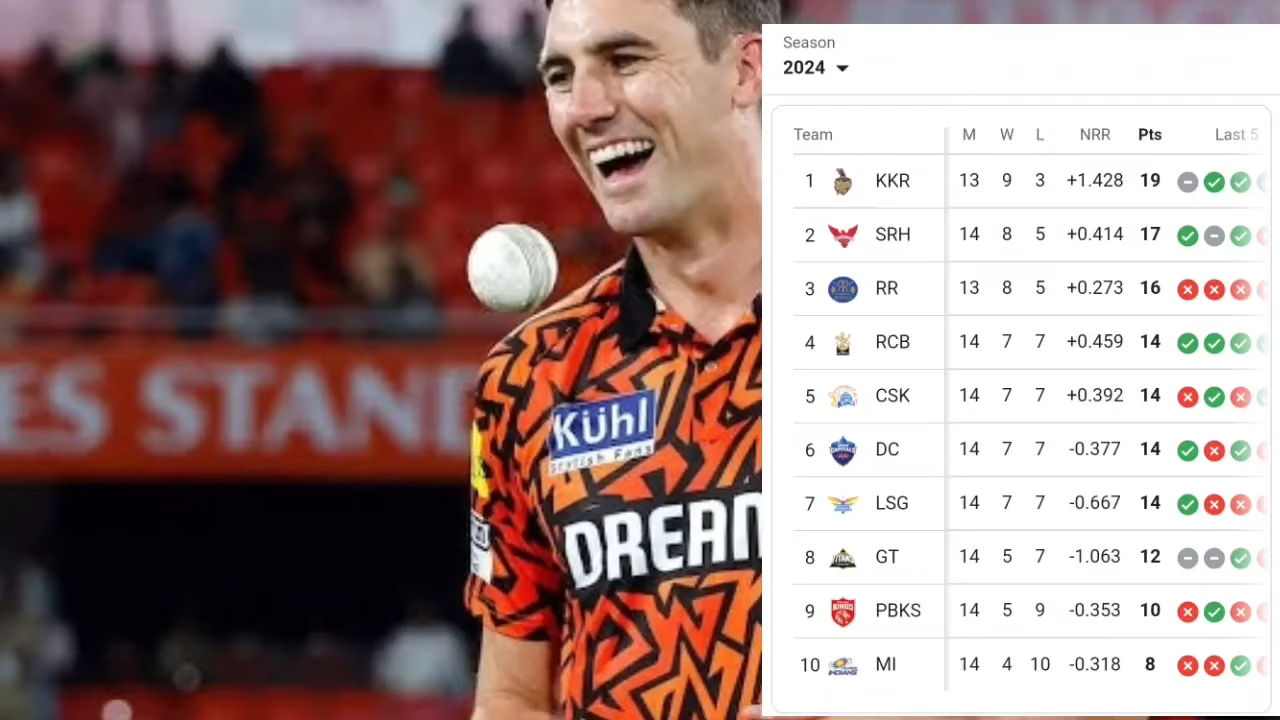 ES STAND
Kühl
Stylish Fans
DREAM
Season
2024
Team M W L NRR Pts Last 5
1 KKR 13 9 3 +1.428 19
2 SRH 14 8 5 +0.414 17
3 RR 13 8 5 +0.273 16
4 RCB 14 7 7 +0.459 14
5 CSK 14 7 7 +0.392 14
6 DC 14 7 7 -0.377 14
7 LSG 14 7 7 -0.667 14
8 GT 14 5 7 -1.063 12
9 PBKS 14 5 9 -0.353 10
10 MI 14 4 10 -0.318 8